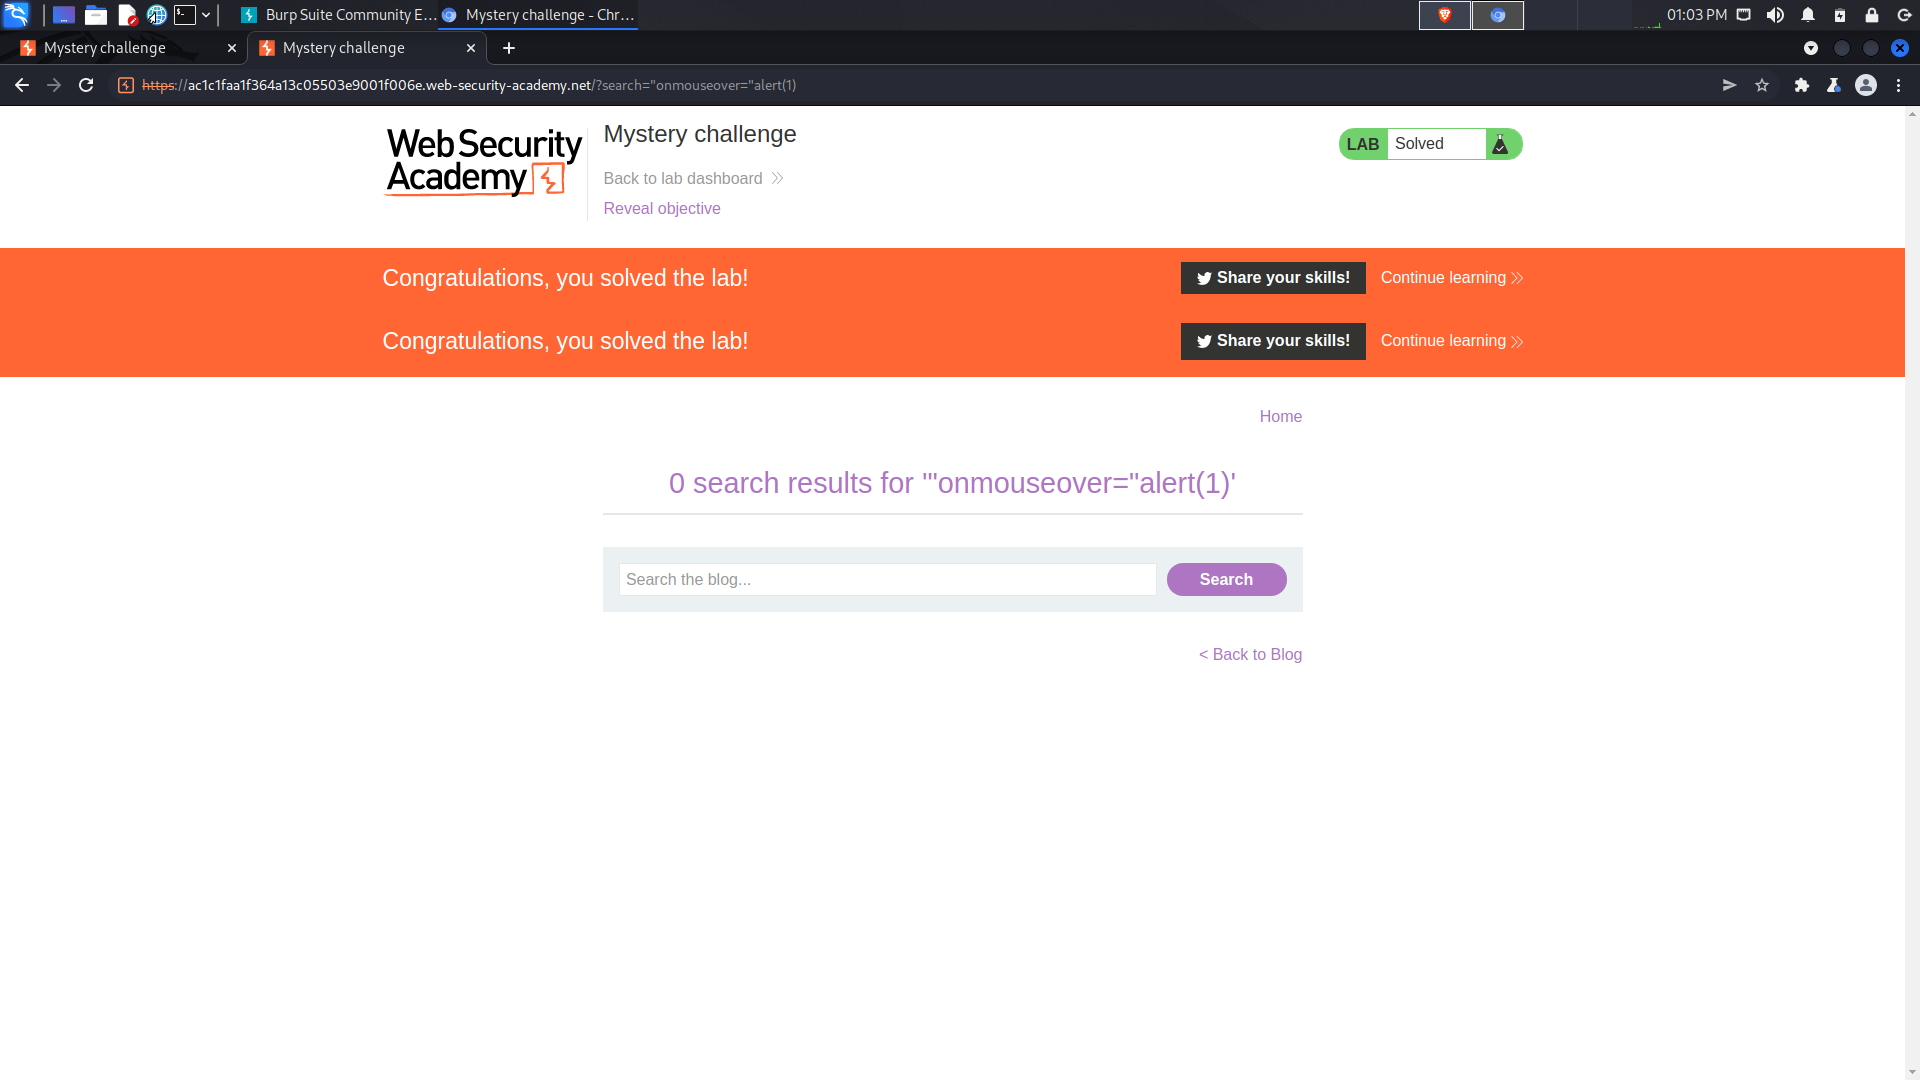 Burp Suite Community E... Mystery challenge - Chr... 01:03 PM
Mystery challenge Mystery challenge
https://ac1c1faa1f364a13c05503e9001f006e.web-security-academy.net/?search="onmouseover="alert(1)
Web Security
Academy
Mystery challenge
Back to lab dashboard
Reveal objective
LAB Solved
Congratulations, you solved the lab! Share your skills! Continue learning
Congratulations, you solved the lab! Share your skills! Continue learning
Home
0 search results for '"onmouseover="alert(1)'
Search the blog... Search
< Back to Blog